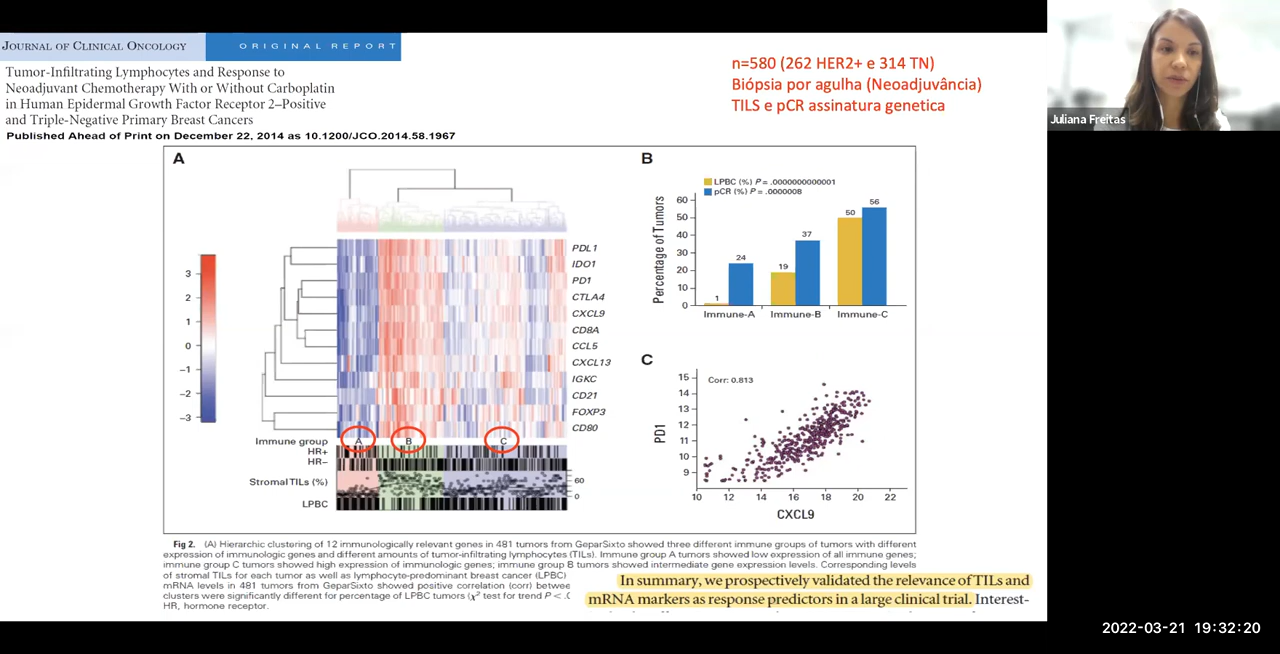 JOURNAL OF CLINICAL ONCOLOGY
ORIGINAL REPORT
Tumor-Infiltrating Lymphocytes and Response to
Neoadjuvant Chemotherapy With or Without Carboplatin
in Human Epidermal Growth Factor Receptor 2–Positive
and Triple-Negative Primary Breast Cancers
Published Ahead of Print on December 22, 2014 as 10.1200/JCO.2014.58.1967
n=580 (262 HER2+ e 314 TN)
Biópsia por agulha (Neoadjuvância)
TILS e pCR assinatura genetica
Juliana Freitas
A
3
2
1
0
−1
−2
−3
PDL1
IDO1
PD1
CTLA4
CXCL9
CD8A
CCL5
CXCL13
IGKC
CD21
FOXP3
CD80
Immune group
A
B
C
HR+
HR−
Stromal TILs (%)
60
0
LPBC
B
LPBC (%) P = .0000000000001
pCR (%) P = .0000008
Percentage of Tumors
60
50
40
30
20
10
0
1
24
19
37
50
56
Immune-A
Immune-B
Immune-C
C
Corr: 0.813
PD1
15
14
13
12
11
10
9
10
12
14
16
18
20
22
CXCL9
Fig 2. (A) Hierarchic clustering of 12 immunologically relevant genes in 481 tumors from GeparSixto showed three different immune groups of tumors with different
expression of immunologic genes and different amounts of tumor-infiltrating lymphocytes (TILs). Immune group A tumors showed low expression of all immune genes;
immune group C tumors showed high expression of immunologic genes; immune group B tumors showed intermediate gene expression levels. Corresponding levels
of stromal TILs for each tumor as well as lymphocyte-predominant breast cancer (LPBC)
mRNA levels in 481 tumors from GeparSixto showed positive correlation (corr) betwee
clusters were significantly different for percentage of LPBC tumors (χ² test for trend P < .0
HR, hormone receptor.
In summary, we prospectively validated the relevance of TILs and
mRNA markers as response predictors in a large clinical trial. Interest-
2022-03-21 19:32:20